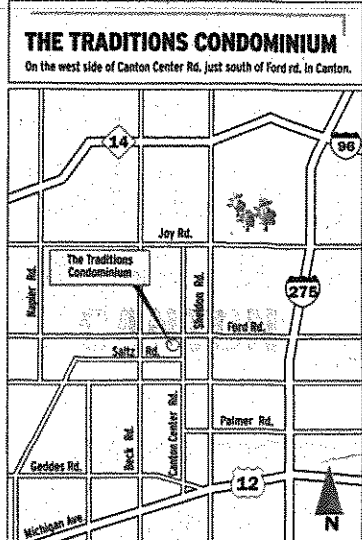 THE TRADITIONS CONDOMINIUM
On the west side of Canton Center Rd. just south of Ford rd. in Canton.
14
96
Joy Rd.
The Traditions
Condominium
Napier Rd.
Sheldon Rd.
275
Ford Rd.
Saltz Rd.
Beck Rd.
Canton Center Rd.
Palmer Rd.
Geddes Rd.
12
Michigan Ave
N